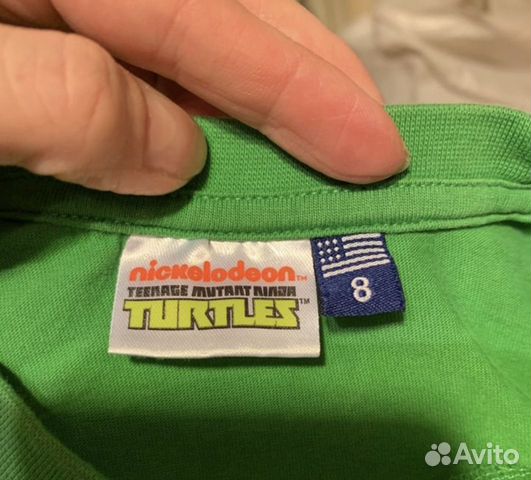 nickelodeon™
TEENAGE MUTANT NINJA
TURTLES™
8
Avito